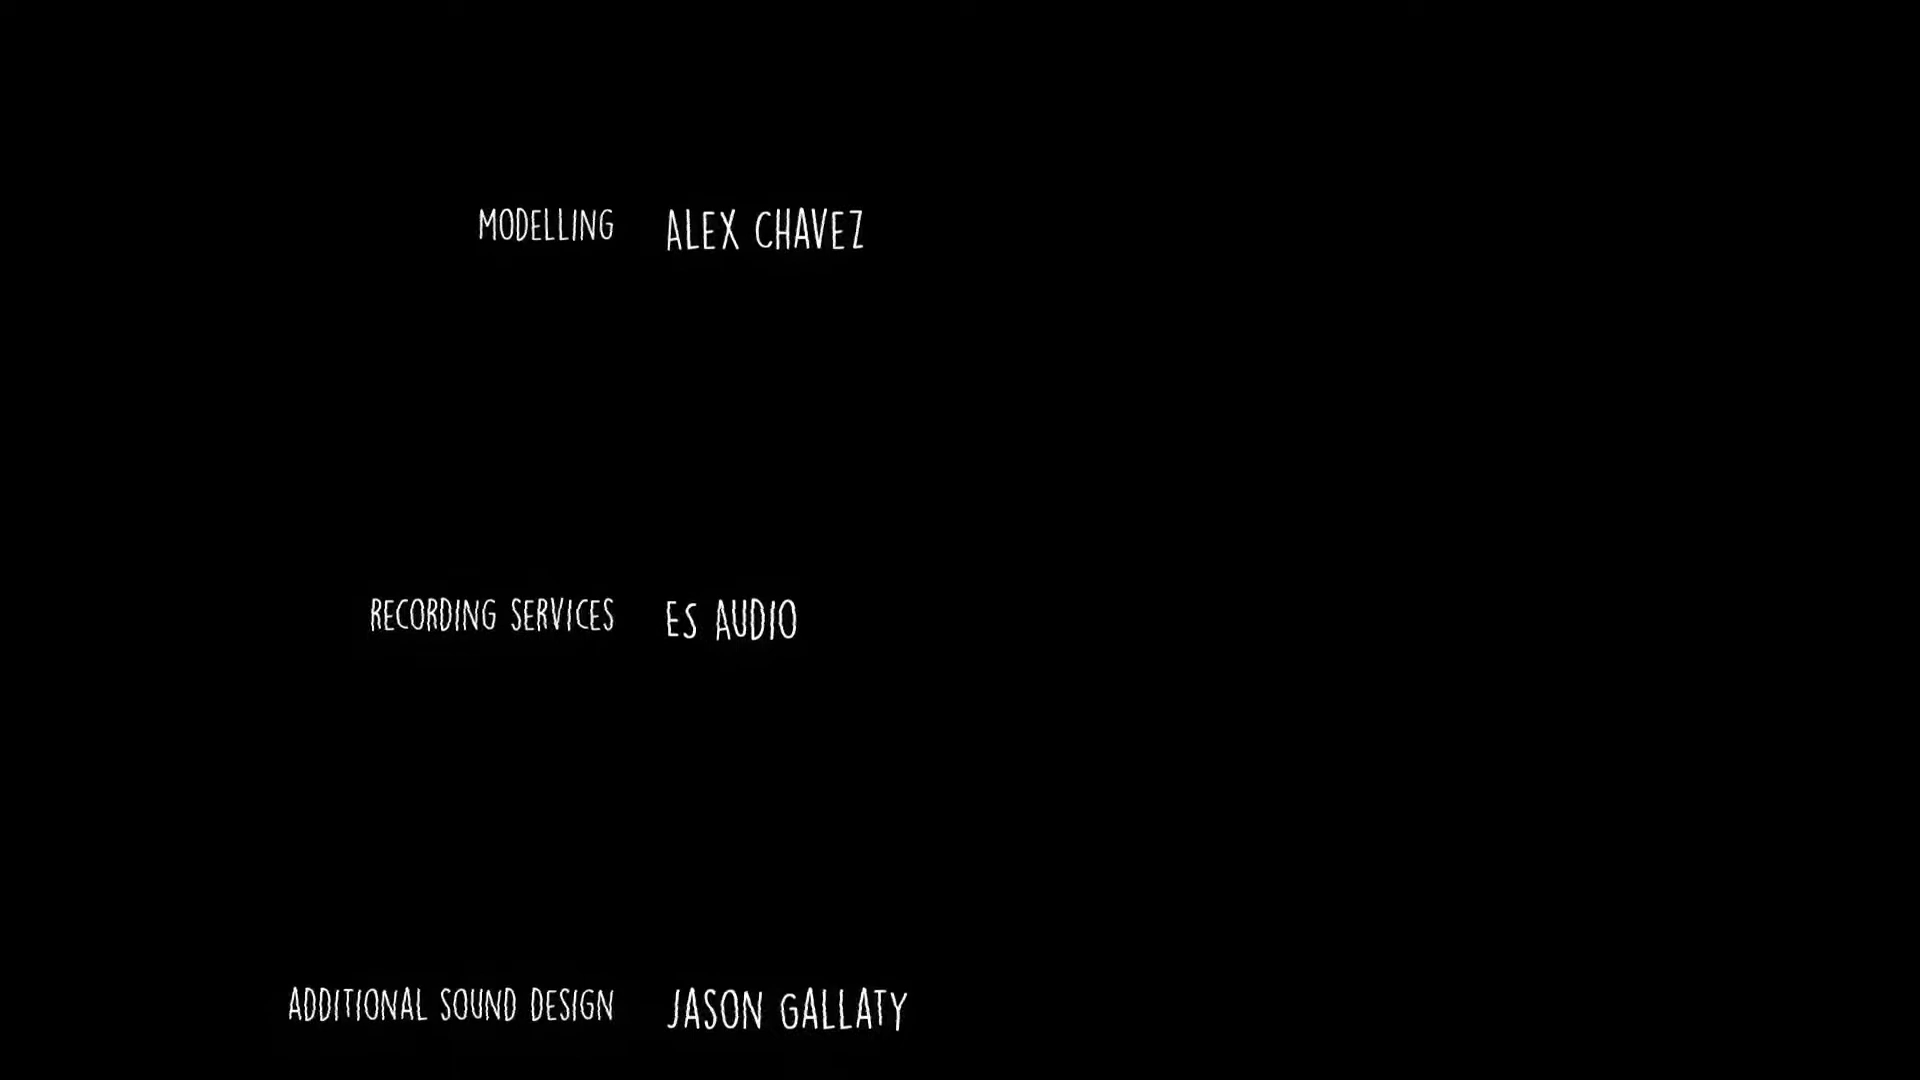 MODELLING ALEX CHAVEZ
RECORDING SERVICES ES AUDIO
ADDITIONAL SOUND DESIGN JASON GALLATY